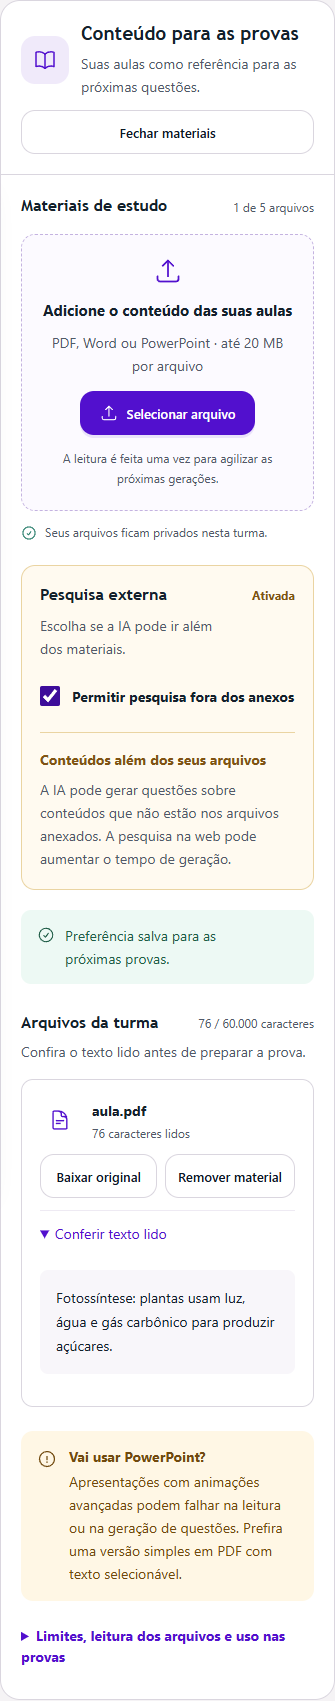 Conteúdo para as provas
Suas aulas como referência para as
próximas questões.
Fechar materiais
Materiais de estudo
1 de 5 arquivos
Adicione o conteúdo das suas aulas
PDF, Word ou PowerPoint · até 20 MB
por arquivo
Selecionar arquivo
A leitura é feita uma vez para agilizar as
próximas gerações.
Seus arquivos ficam privados nesta turma.
Pesquisa externa
Ativada
Escolha se a IA pode ir além
dos materiais.
Permitir pesquisa fora dos anexos
Conteúdos além dos seus arquivos
A IA pode gerar questões sobre
conteúdos que não estão nos arquivos
anexados. A pesquisa na web pode
aumentar o tempo de geração.
Preferência salva para as
próximas provas.
Arquivos da turma
76 / 60.000 caracteres
Confira o texto lido antes de preparar a prova.
aula.pdf
76 caracteres lidos
Baixar original
Remover material
▼ Conferir texto lido
Fotossíntese: plantas usam luz,
água e gás carbônico para produzir
açúcares.
Vai usar PowerPoint?
Apresentações com animações
avançadas podem falhar na leitura
ou na geração de questões. Prefira
uma versão simples em PDF com
texto selecionável.
▶ Limites, leitura dos arquivos e uso nas
provas